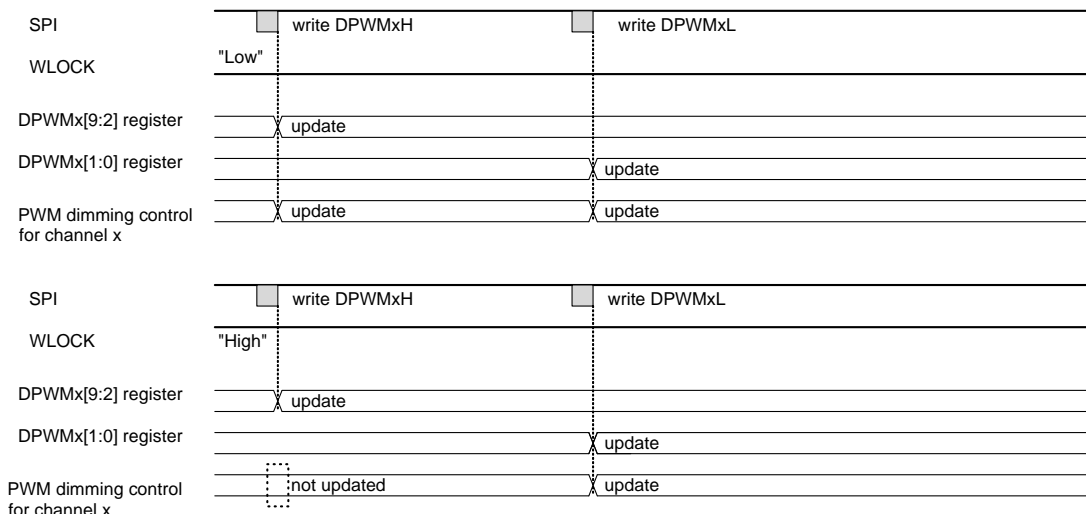 SPI
write DPWMxH
write DPWMxL
WLOCK
"Low"
DPWMx[9:2] register
update
DPWMx[1:0] register
update
PWM dimming control
for channel x
update
update
SPI
write DPWMxH
write DPWMxL
WLOCK
"High"
DPWMx[9:2] register
update
DPWMx[1:0] register
update
PWM dimming control
for channel x
not updated
update